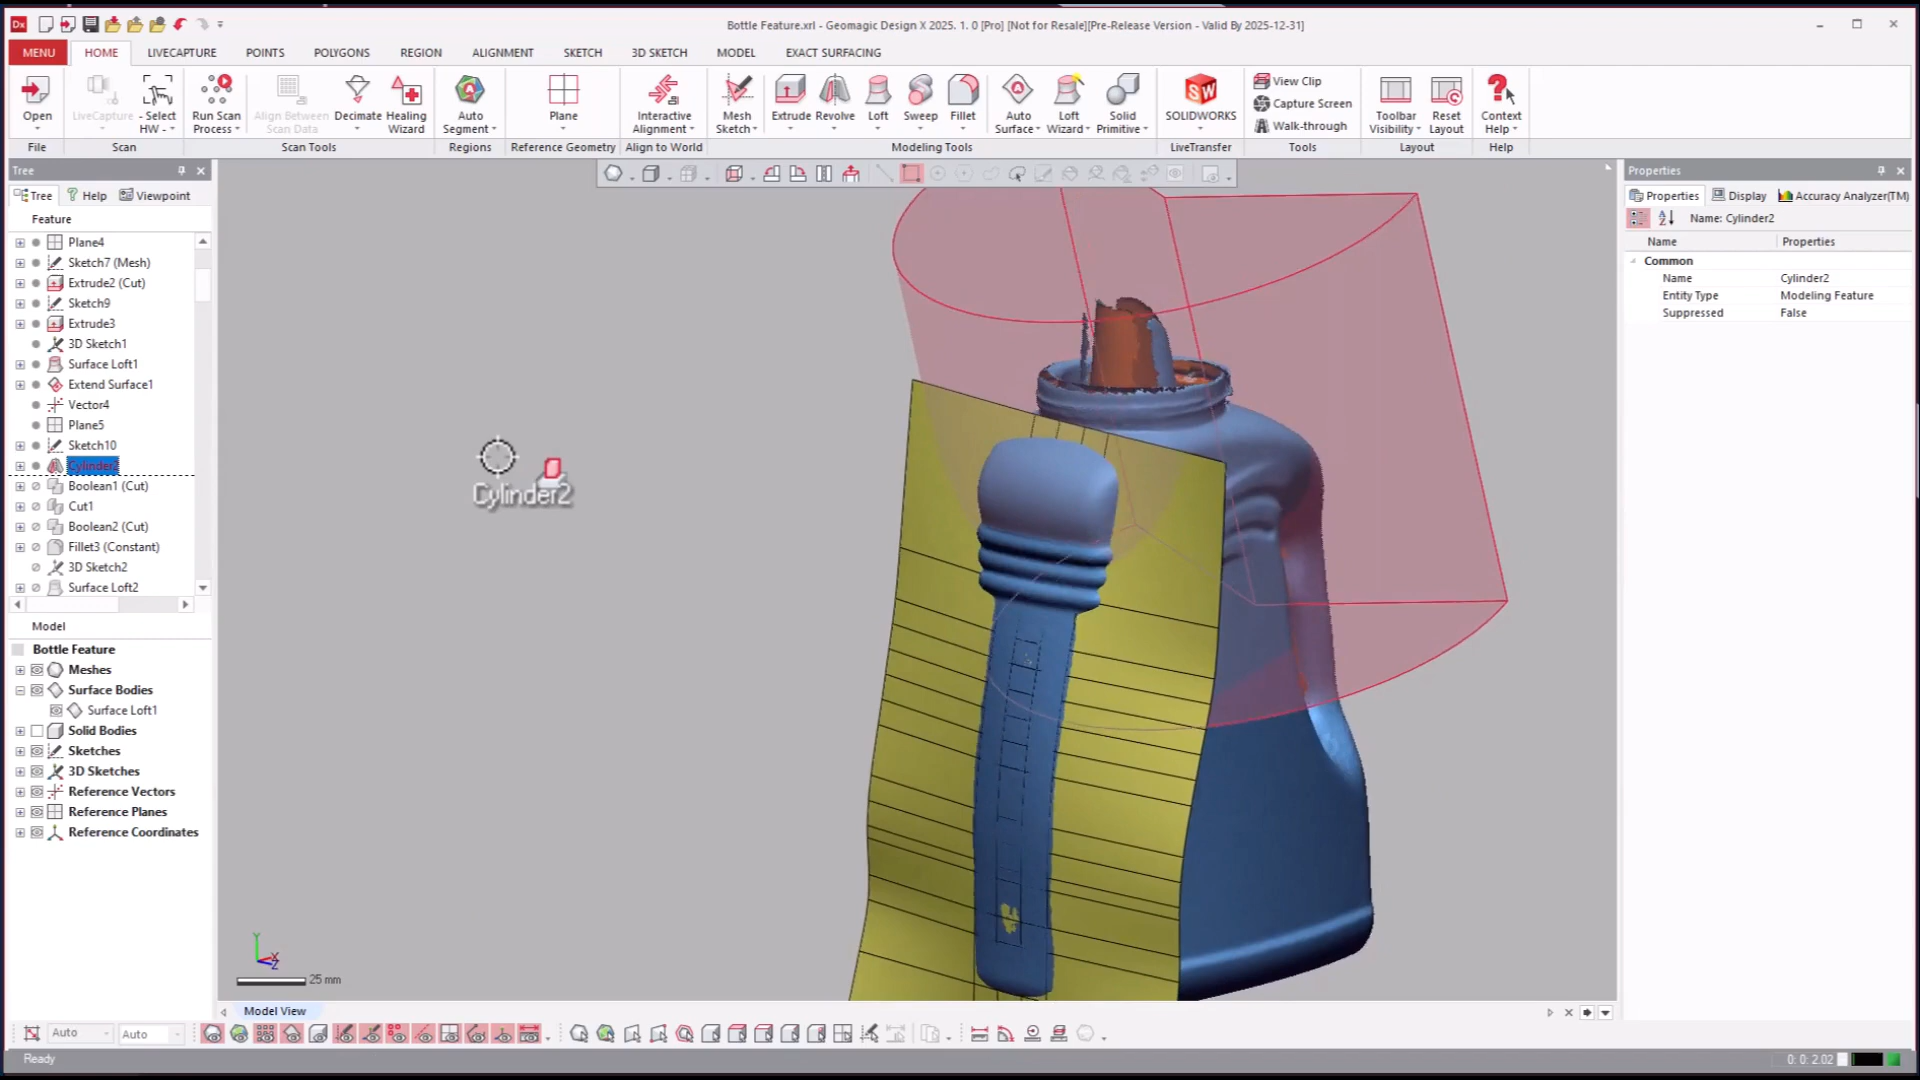 Dx
Bottle Feature.xrl - Geomagic Design X 2025. 1. 0 [Pro] [Not for Resale][Pre-Release Version - Valid By 2025-12-31]
MENU HOME LIVECAPTURE POINTS POLYGONS REGION ALIGNMENT SKETCH 3D SKETCH MODEL EXACT SURFACING
Open LiveCapture - Select HW - Run Scan Process Align Between Scan Data Decimate Healing Wizard Auto Segment Plane Interactive Alignment Mesh Sketch Extrude Revolve Loft Sweep Fillet Auto Surface Loft Wizard Solid Primitive SOLIDWORKS View Clip Capture Screen Walk-through Toolbar Visibility Reset Layout Context Help
File Scan Scan Tools Regions Reference Geometry Align to World Modeling Tools LiveTransfer Tools Layout Help
Tree
Tree Help Viewpoint
Feature
Plane4
Sketch7 (Mesh)
Extrude2 (Cut)
Sketch9
Extrude3
3D Sketch1
Surface Loft1
Extend Surface1
Vector4
Plane5
Sketch10
Cylinder2
Boolean1 (Cut)
Cut1
Boolean2 (Cut)
Fillet3 (Constant)
3D Sketch2
Surface Loft2
Model
Bottle Feature
Meshes
Surface Bodies
Surface Loft1
Solid Bodies
Sketches
3D Sketches
Reference Vectors
Reference Planes
Reference Coordinates
Cylinder2
Y
X
Z
25 mm
Model View
Properties
Properties Display Accuracy Analyzer(TM)
Name: Cylinder2
Name Properties
Common
Name Cylinder2
Entity Type Modeling Feature
Suppressed False
Auto Auto
Ready
0: 0: 2.02